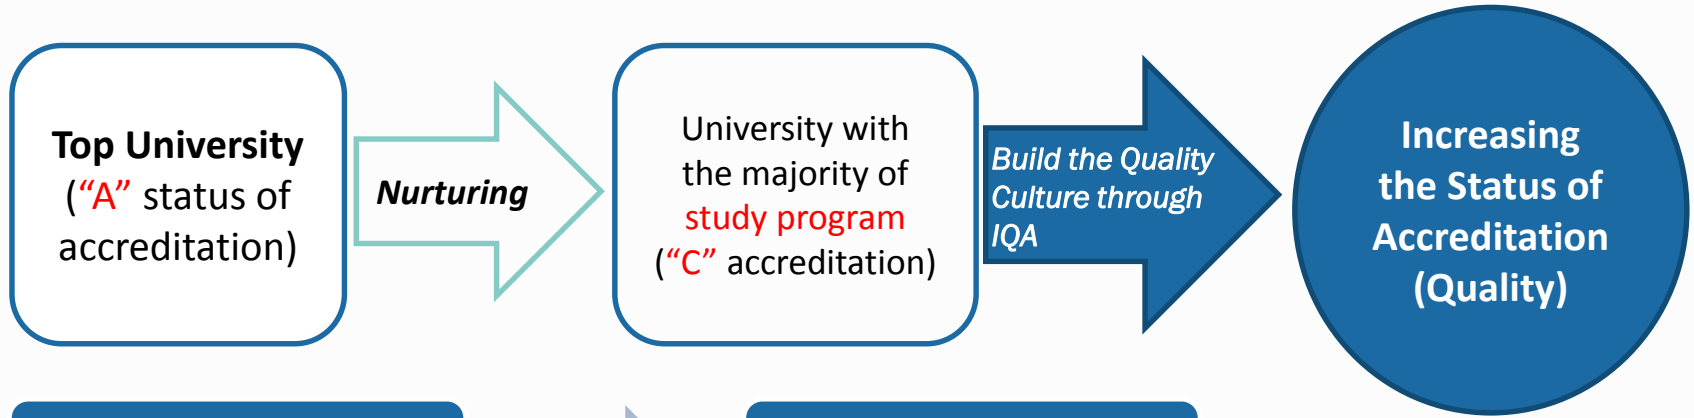 Top University
(“A” status of
accreditation)
Nurturing
University with
the majority of
study program
(“C” accreditation)
Build the Quality
Culture through
IQA
Increasing
the Status of
Accreditation
(Quality)